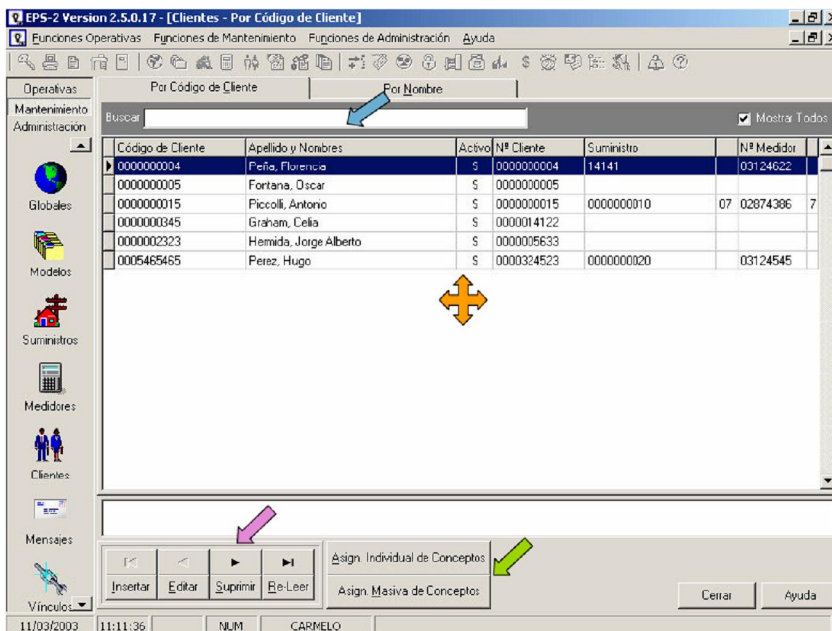 EPS-2 Version 2.5.0.17 - [Clientes - Por Código de Cliente]
Funciones Operativas Funciones de Mantenimiento Funciones de Administración Ayuda
Operativas
Mantenimiento
Administración
Globales
Modelos
Suministros
Medidores
Clientes
Mensajes
Vínculos
Por Código de Cliente Por Nombre
Buscar Mostrar Todos
Código de Cliente Apellido y Nombres Activo Nº Cliente Suministro Nº Medidor
0000000004 Peña, Florencia S 0000000004 14141 03124622
0000000005 Fontana, Oscar S 0000000005
0000000015 Piccolli, Antonio S 0000000015 0000000010 07 02874386 7
0000000345 Graham, Celia S 0000014122
0000002323 Hermida, Jorge Alberto S 0000005633
0005465465 Perez, Hugo S 0000324523 0000000020 03124545
Insertar Editar Suprimir Re-Leer
Asign. Individual de Conceptos
Asign. Masiva de Conceptos
Cerrar Ayuda
11/03/2003 11:11:36 NUM CARMELO